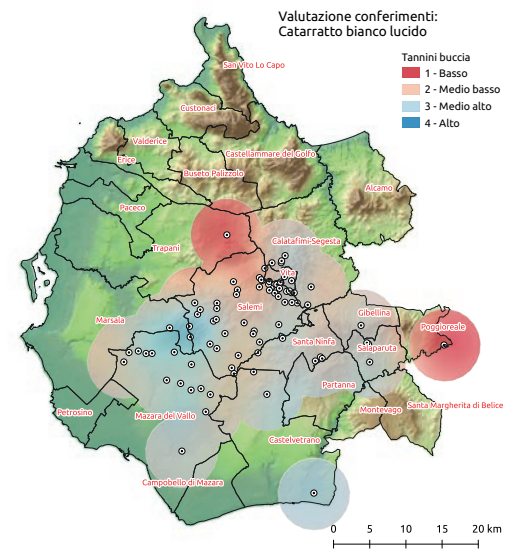 Valutazione conferimenti:
Catarratto bianco lucido
Tannini buccia
1 - Basso
2 - Medio basso
3 - Medio alto
4 - Alto
San Vito Lo Capo
Custonaci
Valderice
Erice
Castellammare del Golfo
Buseto Palizzolo
Alcamo
Paceco
Trapani
Calatafimi-Segesta
Vita
Marsala
Salemi
Gibellina
Poggioreale
Santa Ninfa
Salaparuta
Partanna
Petrosino
Mazara del Vallo
Montevago
Santa Margherita di Belice
Castelvetrano
Campobello di Mazara
0 5 10 15 20 km